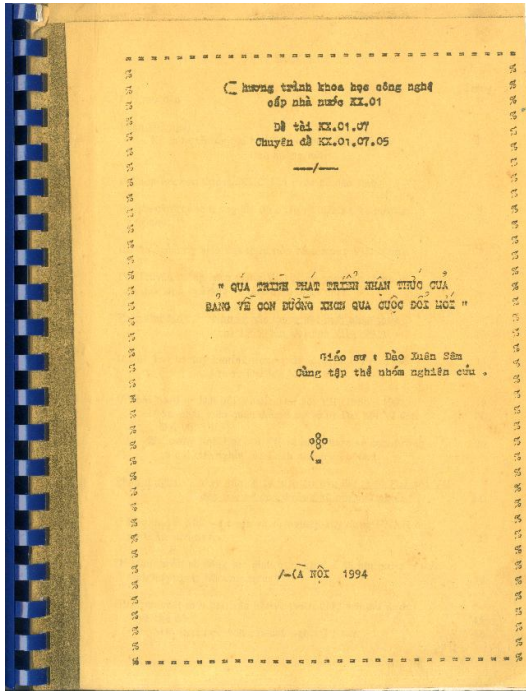 Chương trình khoa học công nghệ
cấp nhà nước KX.01
Đề tài KX.01.07
Chuyên đề KX.01.07.05
" QUÁ TRÌNH PHÁT TRIỂN NHẬN THỨC CUẢ
ĐẢNG VỀ CON ĐƯỜNG XHCN QUA CUỘC ĐỔI MỚI "
Giáo sư : Đào Xuân Sâm
Cùng tập thể nhóm nghiên cứu .
HÀ NỘI 1994